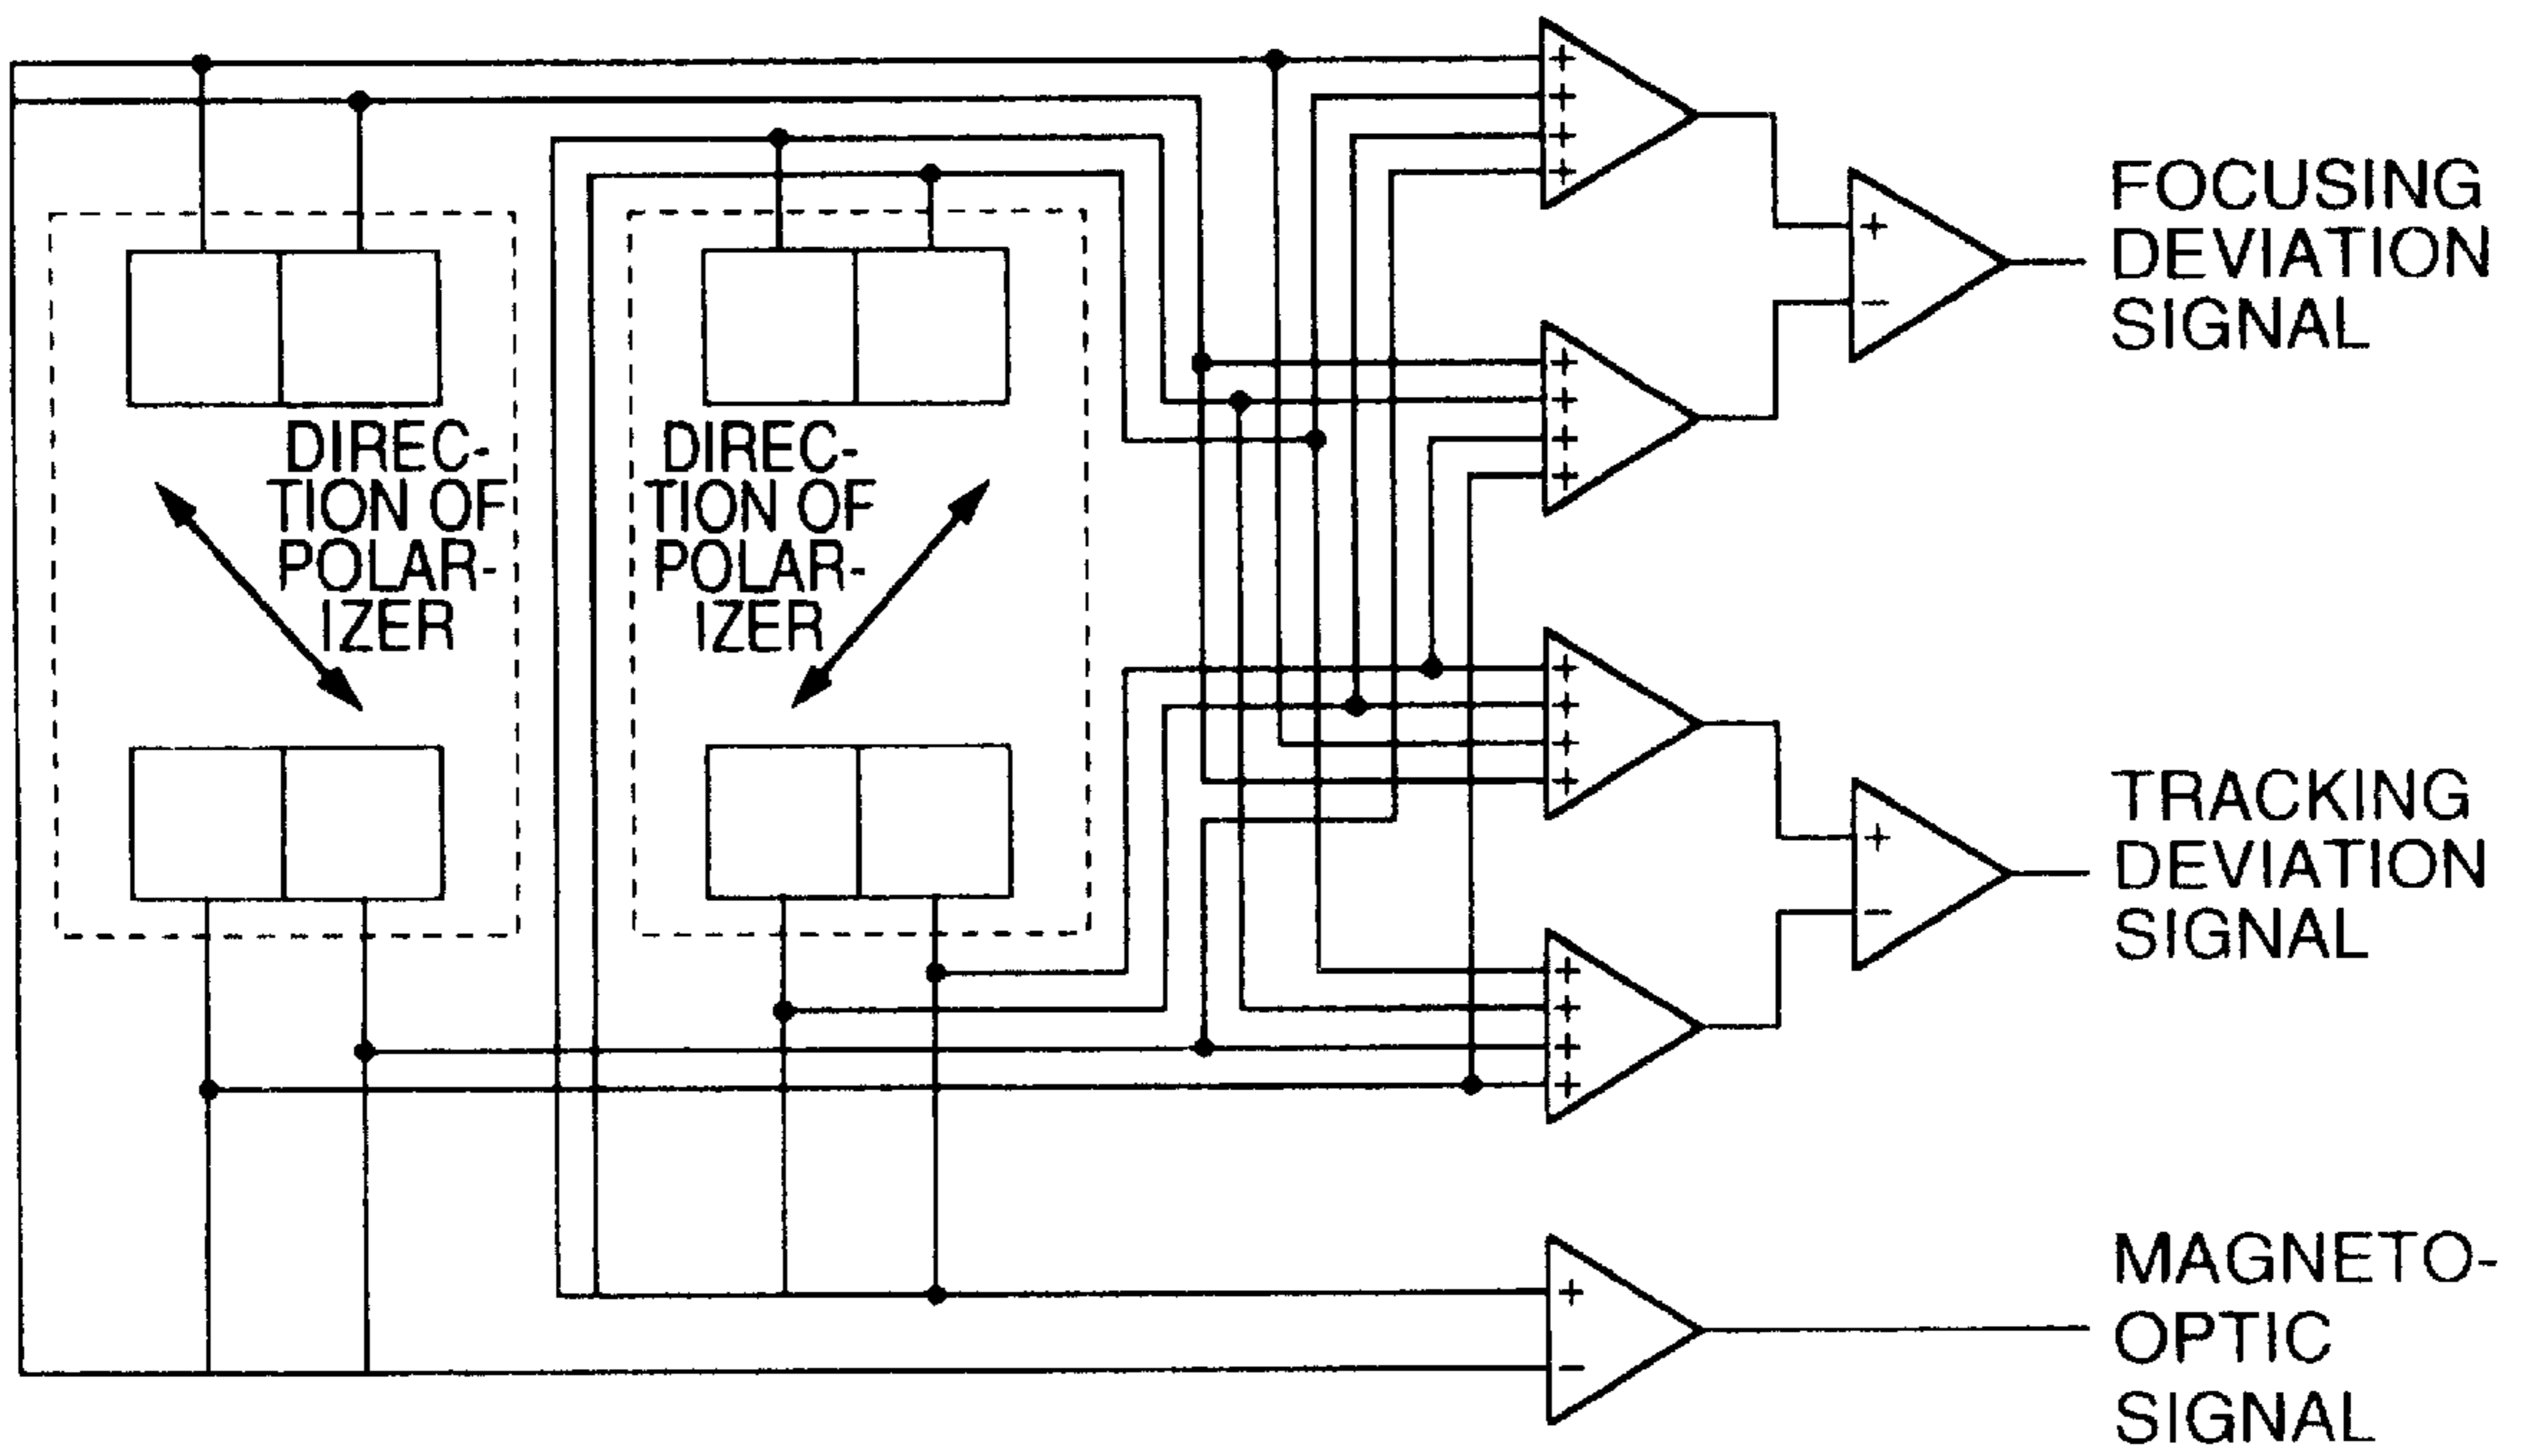 DIREC-
TION OF
POLAR-
IZER
DIREC-
TION OF
POLAR-
IZER
+
+
+
+
+
−
FOCUSING
DEVIATION
SIGNAL
+
+
+
+
+
+
+
+
+
−
TRACKING
DEVIATION
SIGNAL
+
+
+
+
+
−
MAGNETO-
OPTIC
SIGNAL